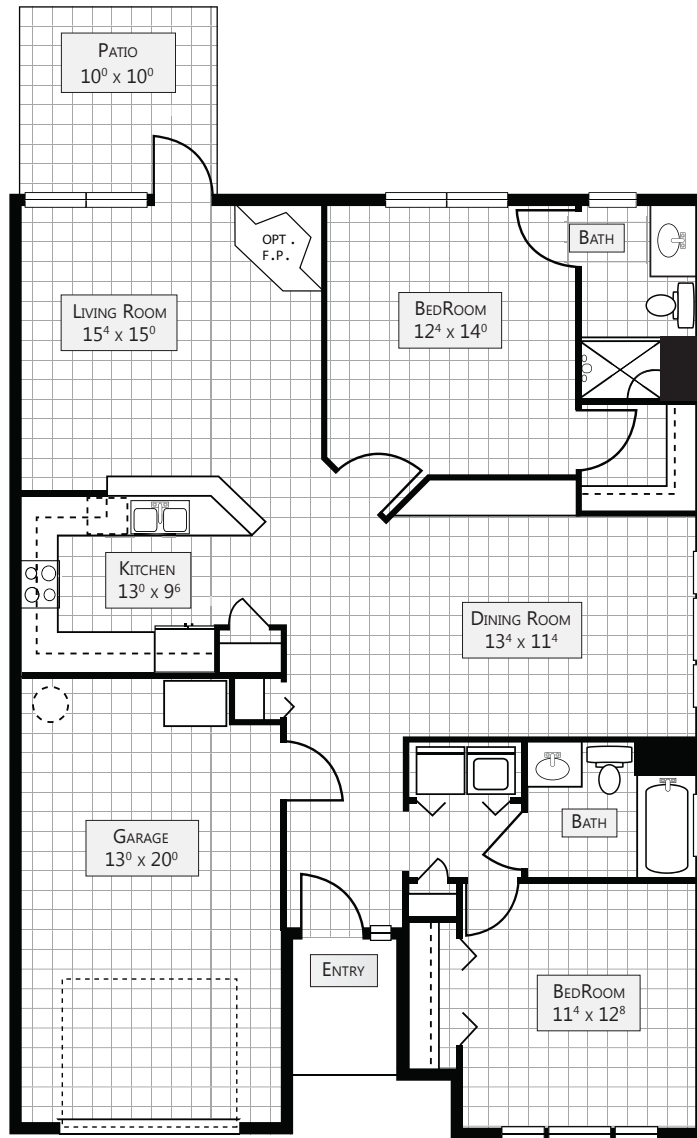 PATIO
10⁰ x 10⁰
OPT.
F.P.
BATH
LIVING ROOM
15⁴ x 15⁰
BEDROOM
12⁴ x 14⁰
KITCHEN
13⁰ x 9⁶
DINING ROOM
13⁴ x 11⁴
GARAGE
13⁰ x 20⁰
BATH
ENTRY
BEDROOM
11⁴ x 12⁸